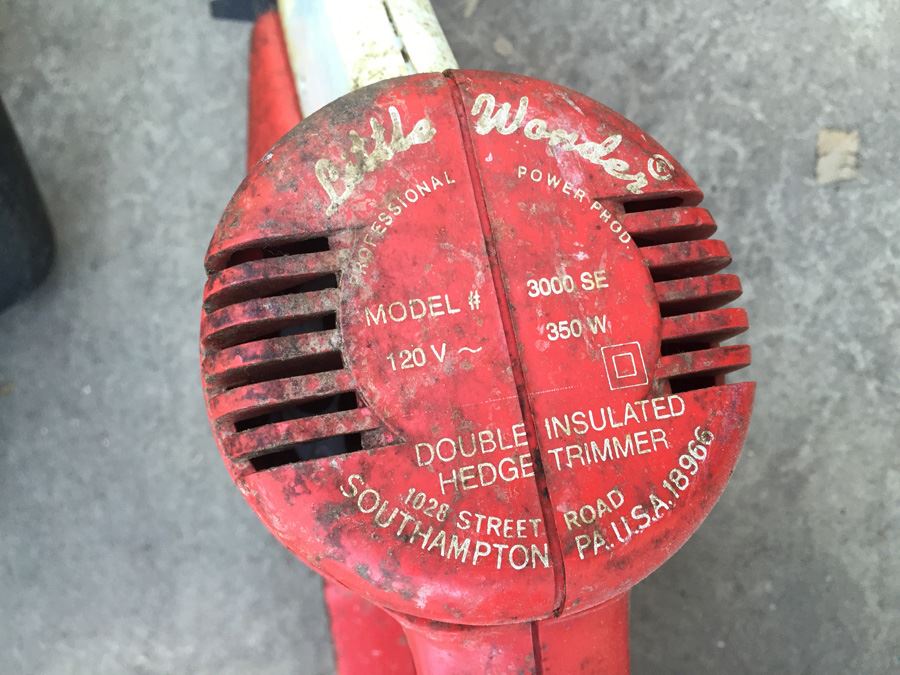 Little Wonder®
PROFESSIONAL POWER PROD.
MODEL # 3000 SE
120 V ~ 350 W
DOUBLE INSULATED
HEDGE TRIMMER
1028 STREET ROAD
SOUTHAMPTON PA. U.S.A. 18966